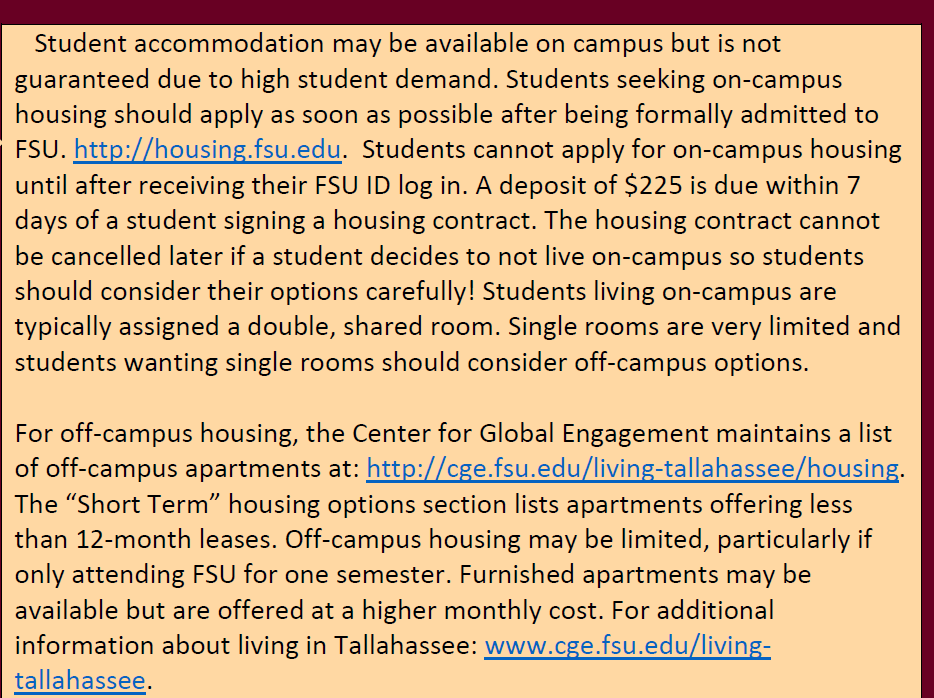 Student accommodation may be available on campus but is not
guaranteed due to high student demand. Students seeking on-campus
housing should apply as soon as possible after being formally admitted to
FSU. http://housing.fsu.edu. Students cannot apply for on-campus housing
until after receiving their FSU ID log in. A deposit of $225 is due within 7
days of a student signing a housing contract. The housing contract cannot
be cancelled later if a student decides to not live on-campus so students
should consider their options carefully! Students living on-campus are
typically assigned a double, shared room. Single rooms are very limited and
students wanting single rooms should consider off-campus options.
For off-campus housing, the Center for Global Engagement maintains a list
of off-campus apartments at: http://cge.fsu.edu/living-tallahassee/housing.
The “Short Term” housing options section lists apartments offering less
than 12-month leases. Off-campus housing may be limited, particularly if
only attending FSU for one semester. Furnished apartments may be
available but are offered at a higher monthly cost. For additional
information about living in Tallahassee: www.cge.fsu.edu/living-
tallahassee.